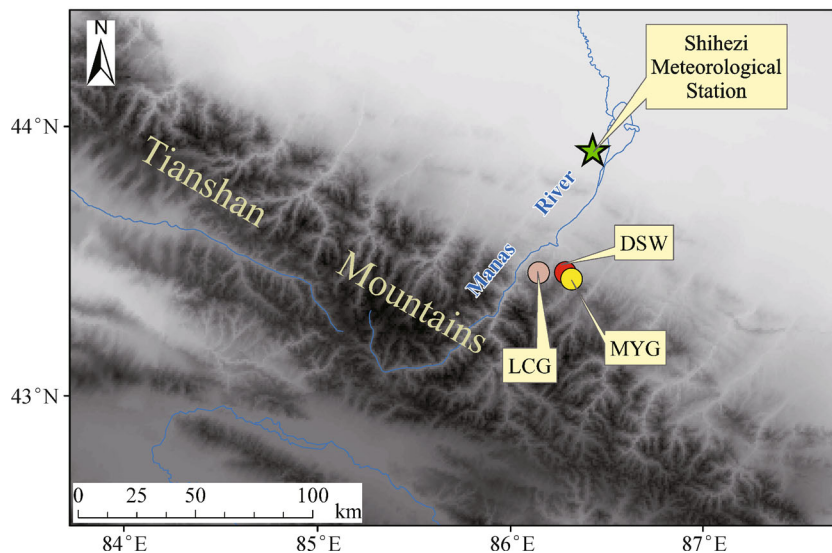 N
Shihezi
Meteorological
Station
44°N
Tianshan
Mountains
Manas River
DSW
MYG
LCG
43°N
0 25 50 100
km
84°E 85°E 86°E 87°E